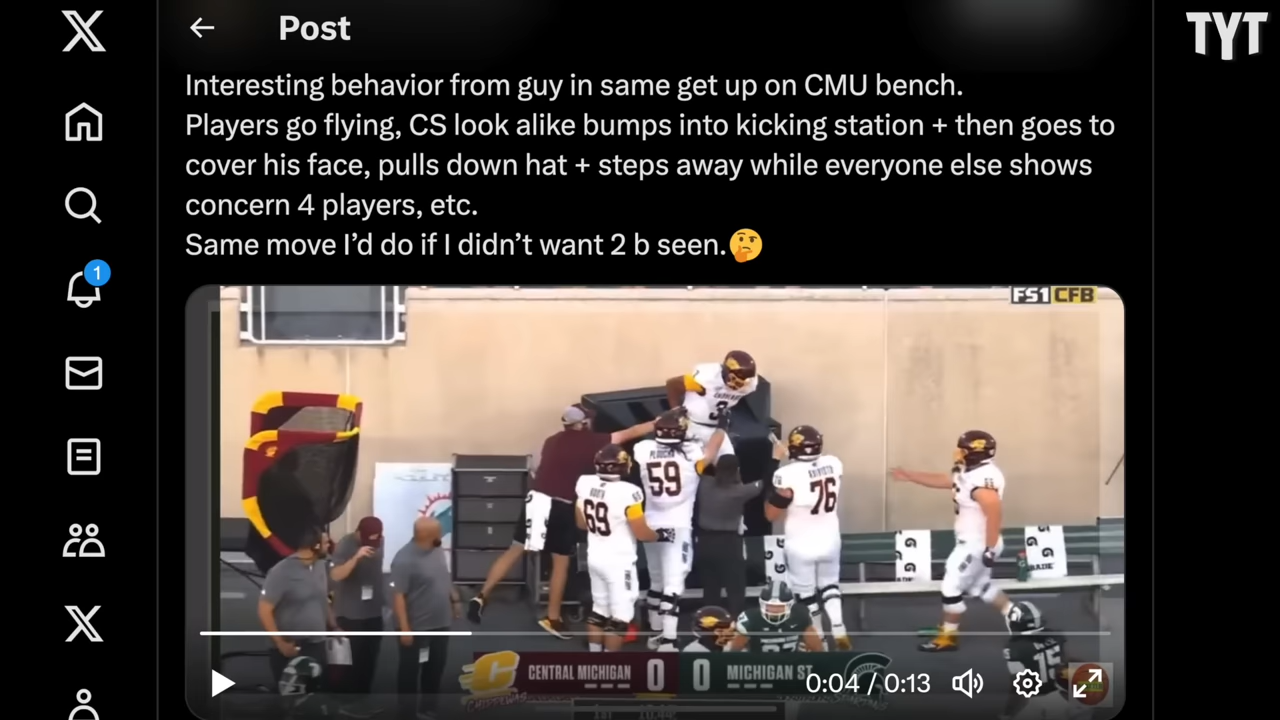 Post
TYT
Interesting behavior from guy in same get up on CMU bench.
Players go flying, CS look alike bumps into kicking station + then goes to
cover his face, pulls down hat + steps away while everyone else shows
concern 4 players, etc.
Same move I’d do if I didn’t want 2 b seen.🤔
1
FS1 CFB
59
69
76
CENTRAL MICHIGAN 0 0 MICHIGAN ST
0:04 / 0:13
15